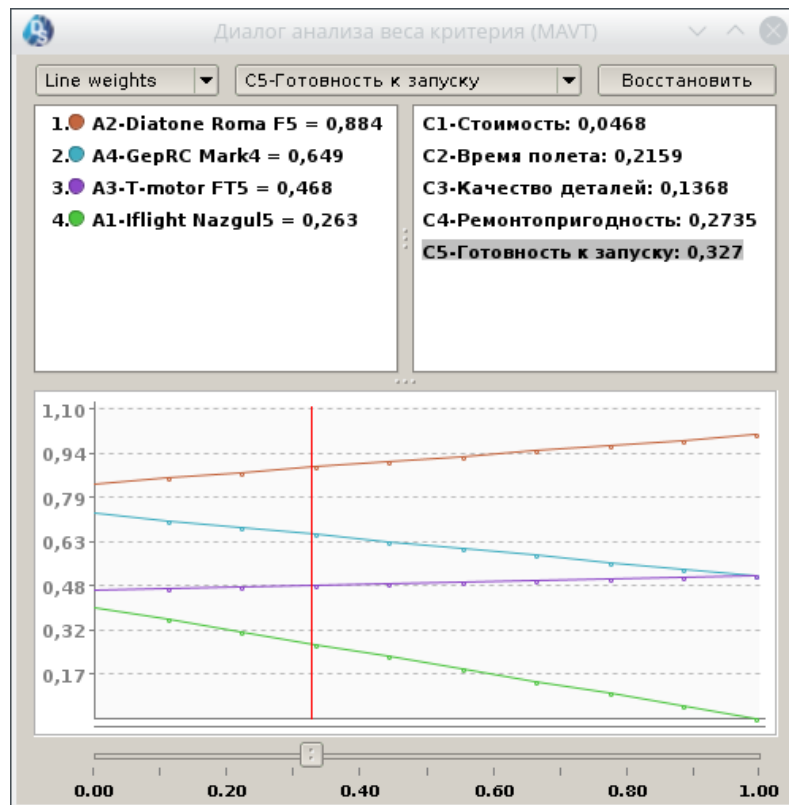 Диалог анализа веса критерия (MAVT)
Line weights
C5-Готовность к запуску
Восстановить
1. A2-Diatone Roma F5 = 0,884
2. A4-GepRC Mark4 = 0,649
3. A3-T-motor FT5 = 0,468
4. A1-Iflight Nazgul5 = 0,263
C1-Стоимость: 0,0468
C2-Время полета: 0,2159
C3-Качество деталей: 0,1368
C4-Ремонтопригодность: 0,2735
C5-Готовность к запуску: 0,327
1,10
0,94
0,79
0,63
0,48
0,32
0,17
0.00 0.20 0.40 0.60 0.80 1.00